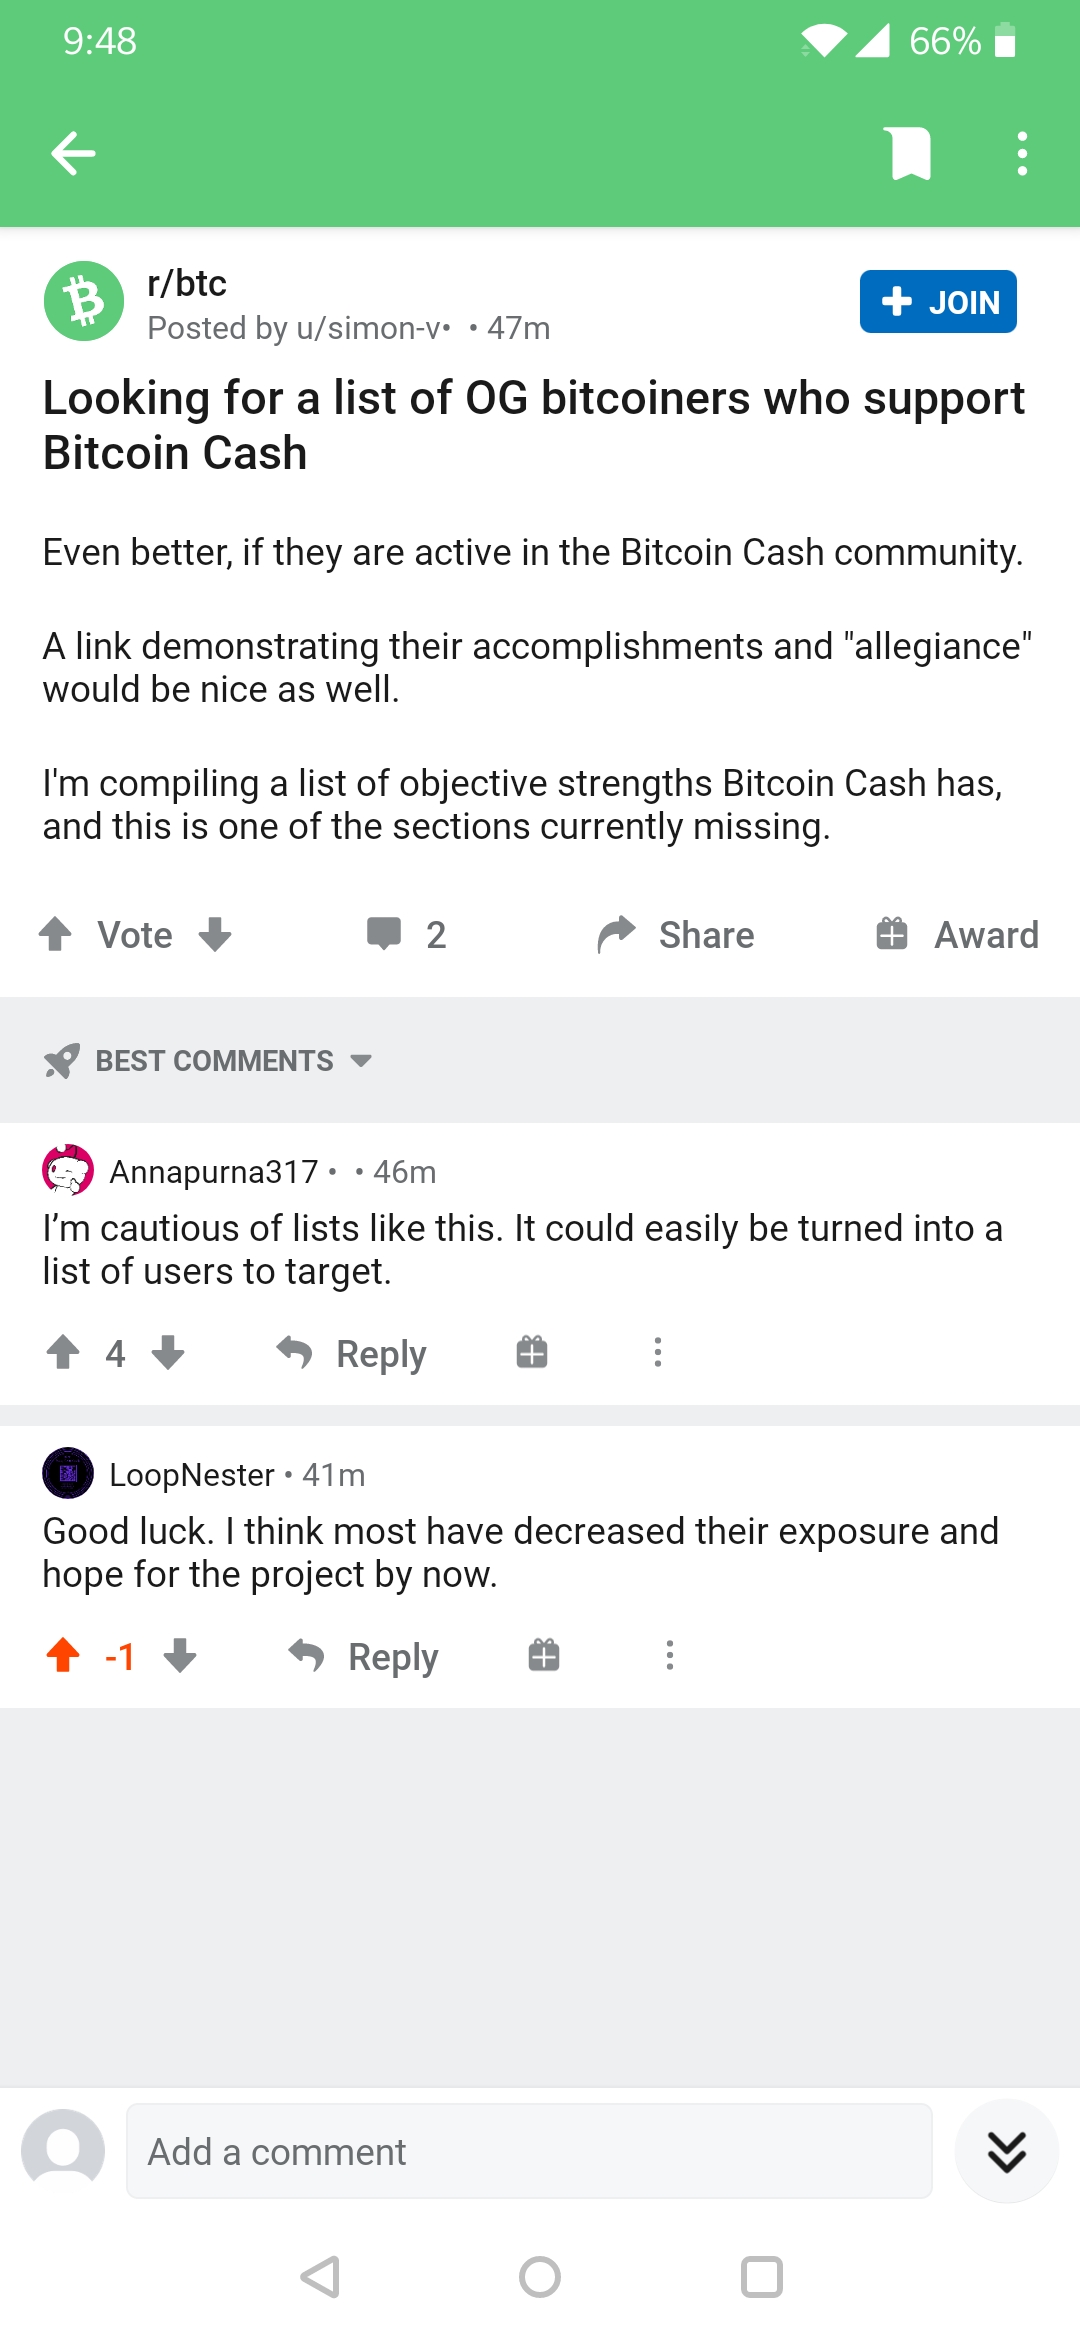 9:48
66%
r/btc
JOIN
Posted by u/simon-v• • 47m
Looking for a list of OG bitcoiners who support
Bitcoin Cash
Even better, if they are active in the Bitcoin Cash community.
A link demonstrating their accomplishments and "allegiance"
would be nice as well.
I'm compiling a list of objective strengths Bitcoin Cash has,
and this is one of the sections currently missing.
Vote 2 Share Award
BEST COMMENTS
Annapurna317 • • 46m
I’m cautious of lists like this. It could easily be turned into a
list of users to target.
4 Reply
LoopNester • 41m
Good luck. I think most have decreased their exposure and
hope for the project by now.
-1 Reply
Add a comment